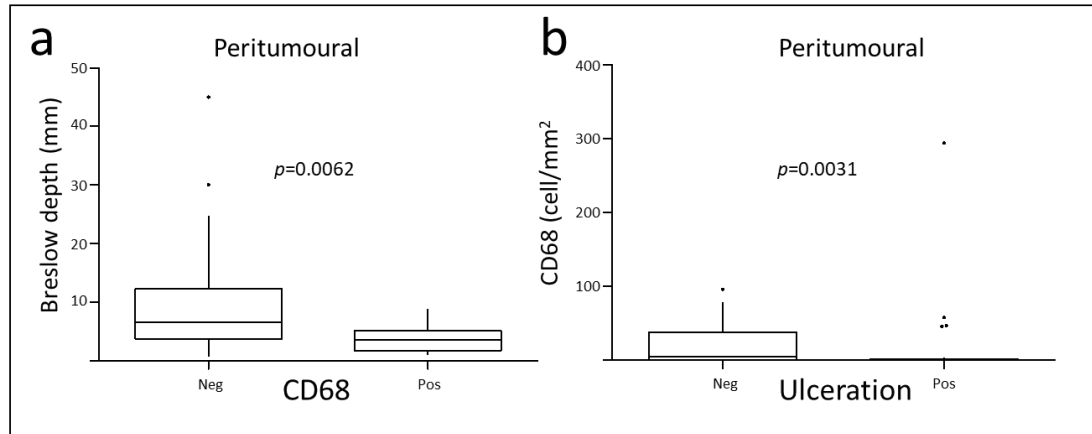 a
Peritumoural
Breslow depth (mm)
50
40
30
20
10
p=0.0062
Neg
Pos
CD68
b
Peritumoural
CD68 (cell/mm²)
400
300
200
100
p=0.0031
Neg
Pos
Ulceration